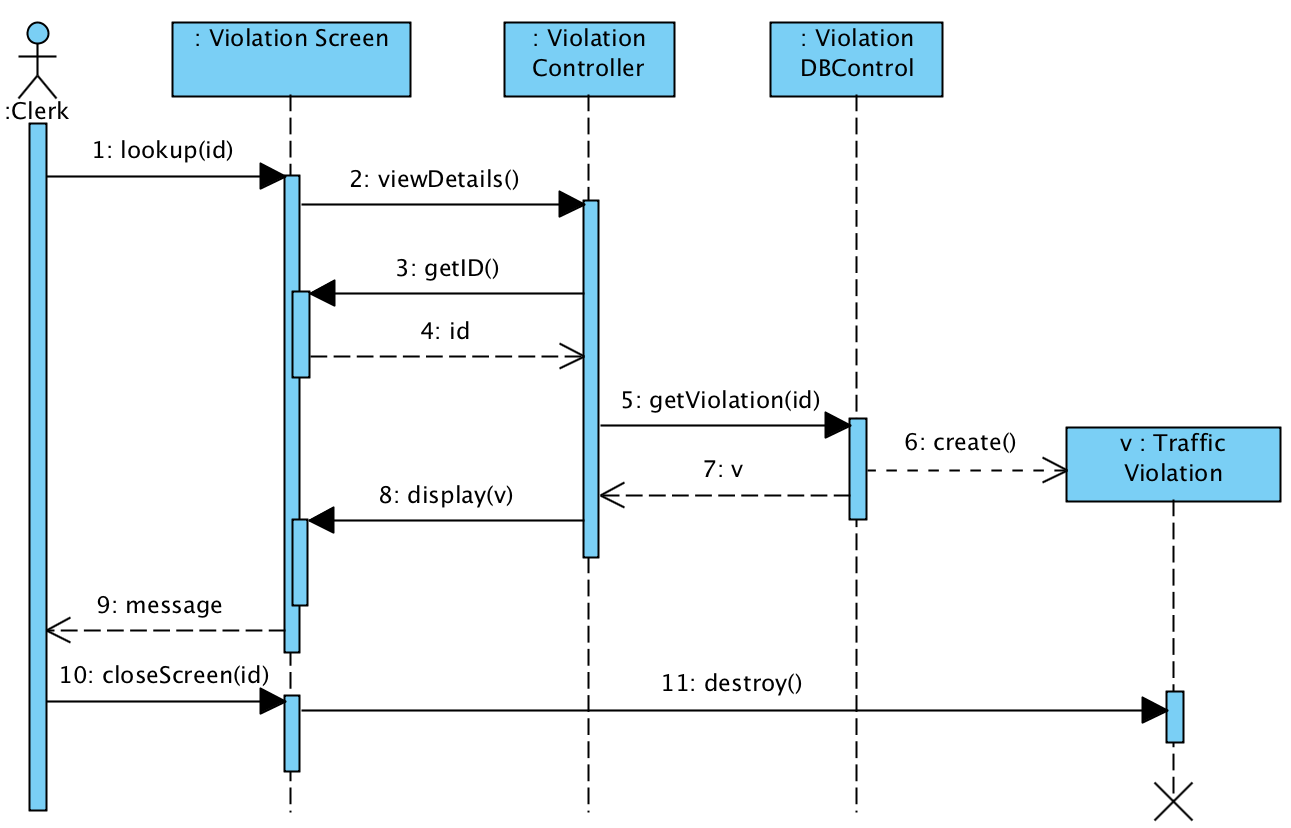 : Violation Screen
: Violation
Controller
: Violation
DBControl
:Clerk
1: lookup(id)
2: viewDetails()
3: getID()
4: id
5: getViolation(id)
6: create()
v : Traffic
Violation
7: v
8: display(v)
9: message
10: closeScreen(id)
11: destroy()